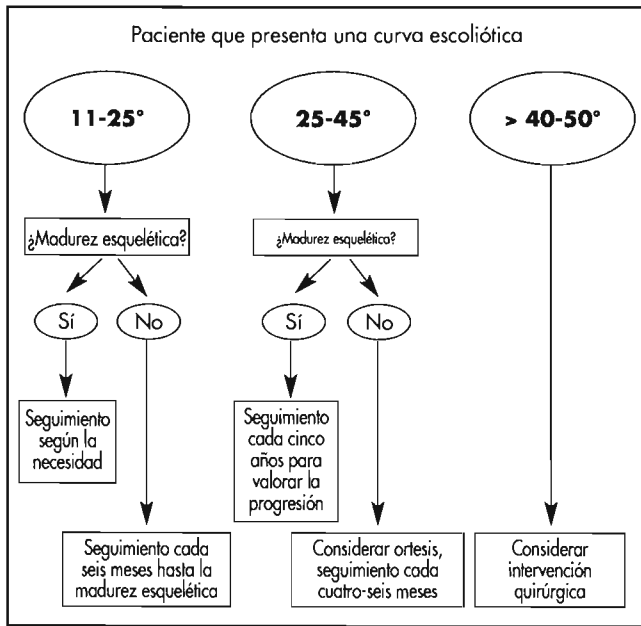 Paciente que presenta una curva escoliótica
11-25°
25-45°
> 40-50°
¿Madurez esquelética?
¿Madurez esquelética?
Sí
No
Sí
No
Seguimiento
según la
necesidad
Seguimiento
cada cinco
años para
valorar la
progresión
Seguimiento cada
seis meses hasta la
madurez esquelética
Considerar ortesis,
seguimiento cada
cuatro-seis meses
Considerar
intervención
quirúrgica